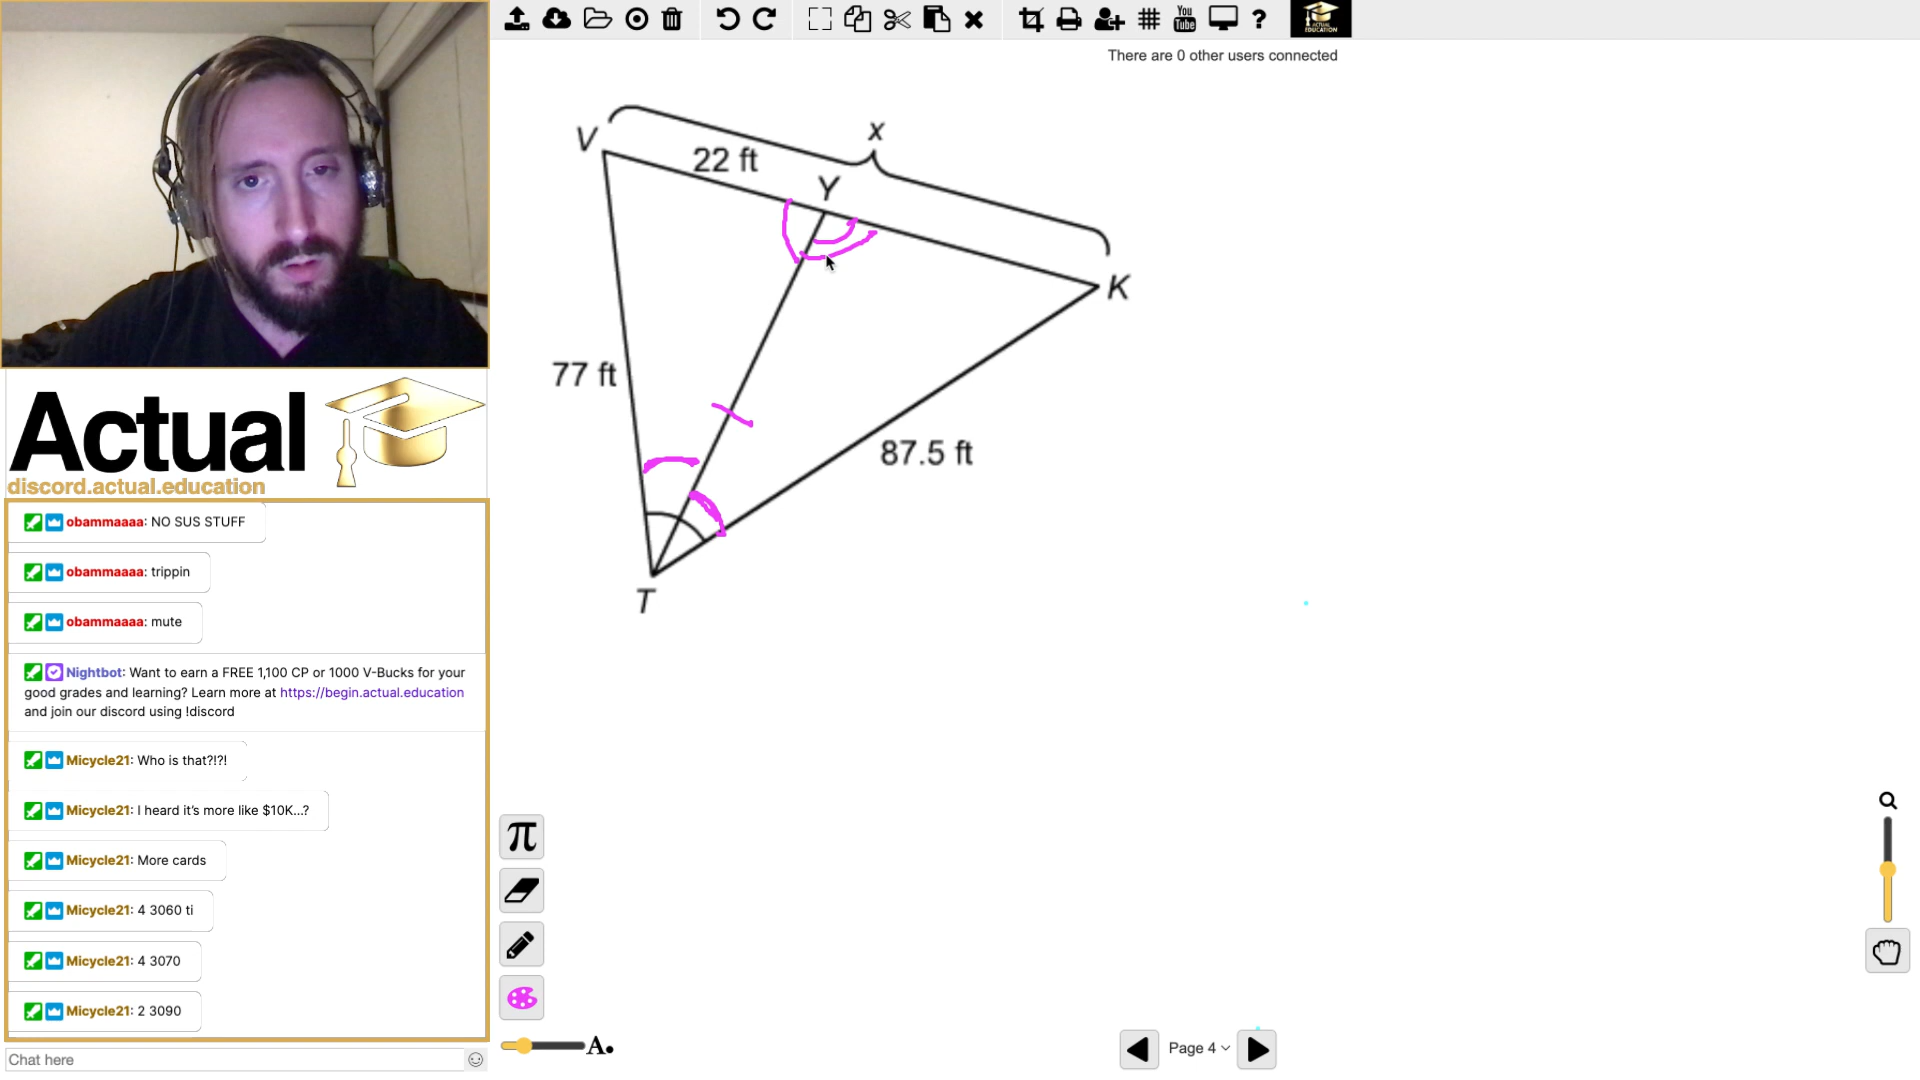 There are 0 other users connected
You
Tube
?
ACTUAL
EDUCATION
x
V
22 ft
Y
K
77 ft
87.5 ft
T
Actual
discord.actual.education
obammaaaa: NO SUS STUFF
obammaaaa: trippin
obammaaaa: mute
Nightbot: Want to earn a FREE 1,100 CP or 1000 V-Bucks for your
good grades and learning? Learn more at https://begin.actual.education
and join our discord using !discord
Micycle21: Who is that?!?!
Micycle21: I heard it's more like $10K...?
Micycle21: More cards
Micycle21: 4 3060 ti
Micycle21: 4 3070
Micycle21: 2 3090
Chat here
π
A
Page 4